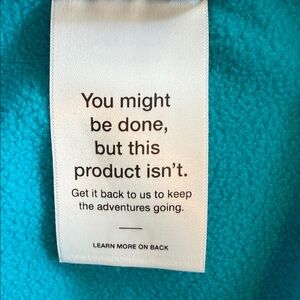 You might
be done,
but this
product isn't.
Get it back to us to keep
the adventures going.
LEARN MORE ON BACK